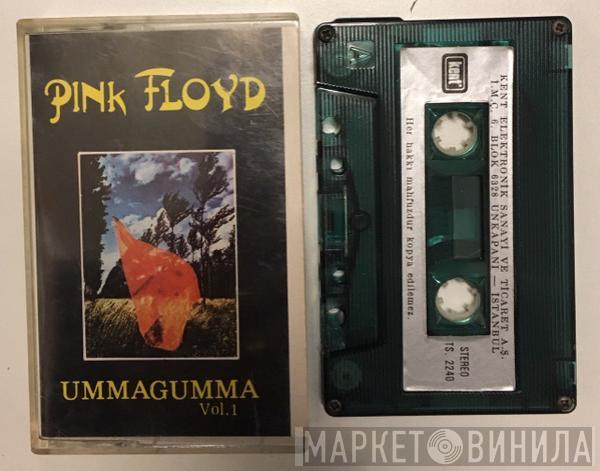 PINK FLOYD
UMMAGUMMA
Vol.1
A
kent
KENT ELEKTRONİK SANAYİ VE TİCARET A.Ş.
İ.M.Ç. 6. BLOK 6328 UNKAPANI — İSTANBUL
Her hakkı mahfuzdur kopya edilemez.
STEREO
TS. 2240
МАРКЕТ ВИНИЛА